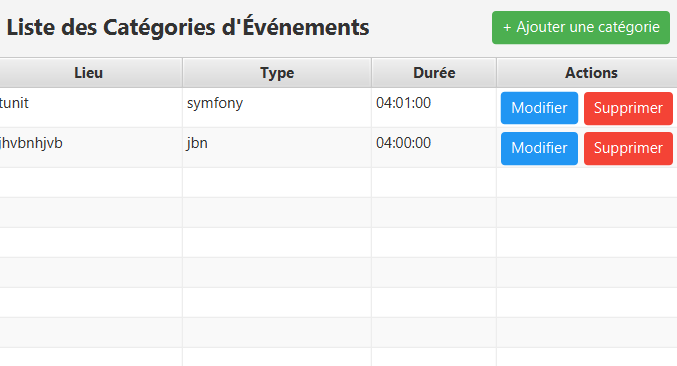 Liste des Catégories d'Événements
+ Ajouter une catégorie
Lieu Type Durée Actions
tunit symfony 04:01:00 Modifier Supprimer
jhvbnhjvb jbn 04:00:00 Modifier Supprimer